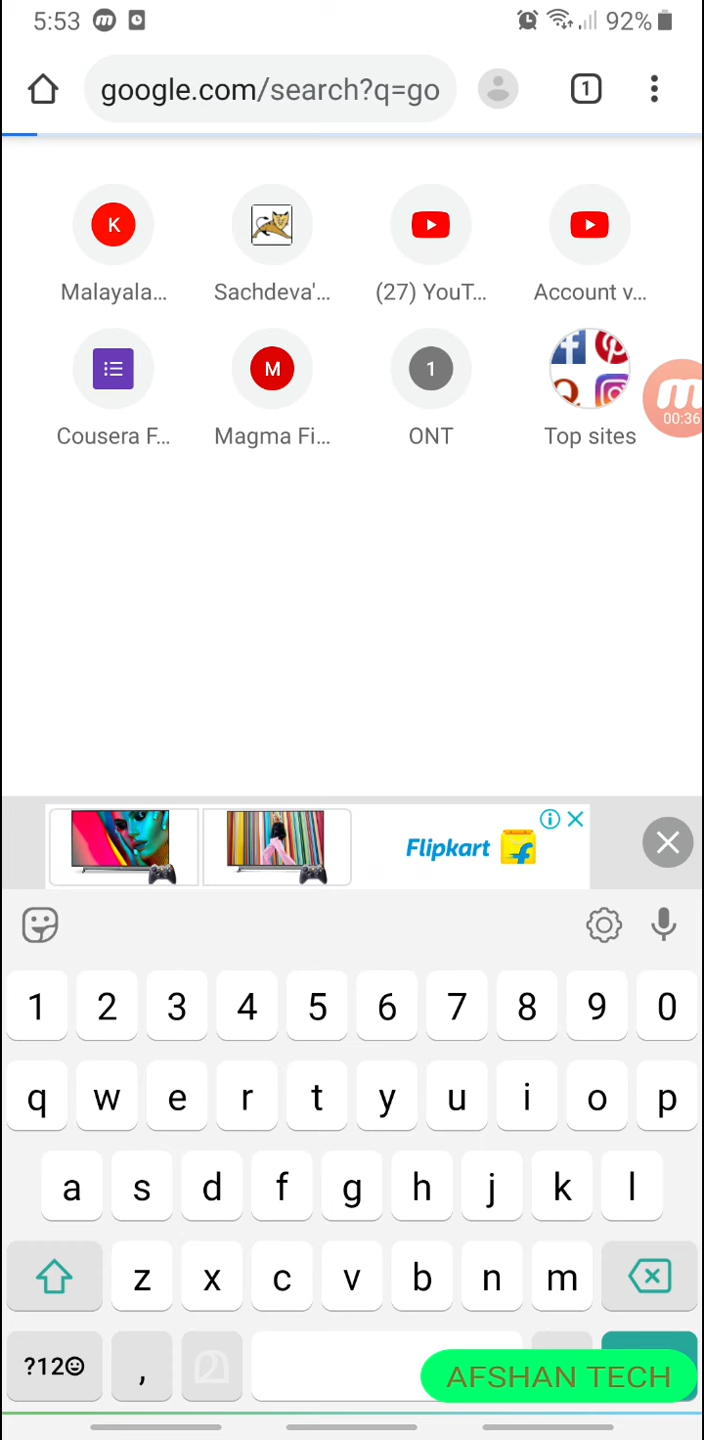 5:53 m 92%
google.com/search?q=go 1
K
Malayala... Sachdeva'... (27) YouT... Account v...
M 1
Cousera F... Magma Fi... ONT Top sites
00:36
Flipkart
1 2 3 4 5 6 7 8 9 0
q w e r t y u i o p
a s d f g h j k l
z x c v b n m
?12☺ , മ AFSHAN TECH